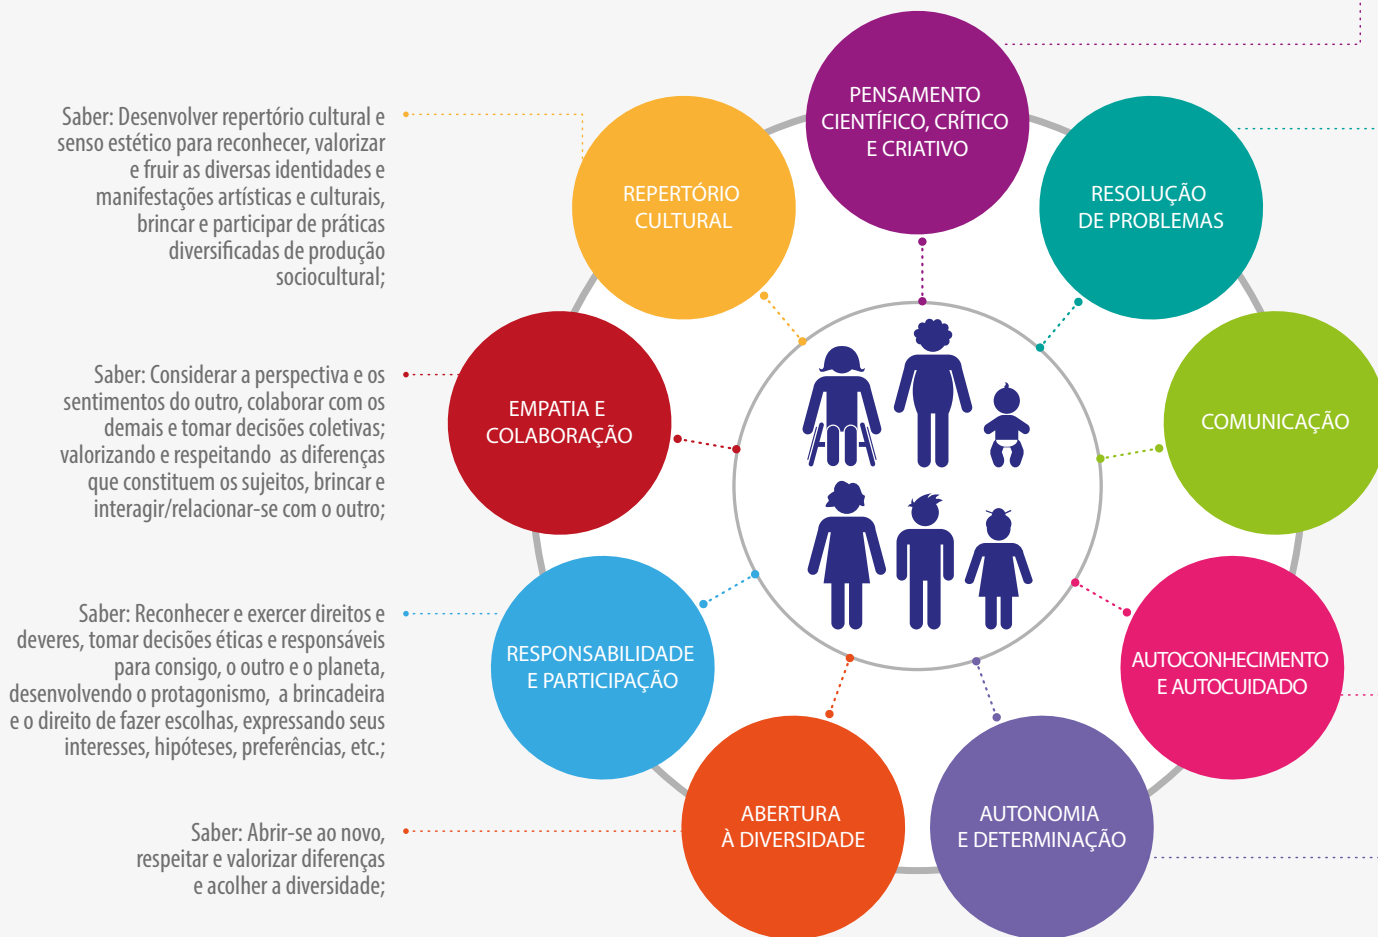 PENSAMENTO
CIENTÍFICO, CRÍTICO
E CRIATIVO
Saber: Desenvolver repertório cultural e
senso estético para reconhecer, valorizar
e fruir as diversas identidades e
manifestações artísticas e culturais,
brincar e participar de práticas
diversificadas de produção
sociocultural;
REPERTÓRIO
CULTURAL
RESOLUÇÃO
DE PROBLEMAS
Saber: Considerar a perspectiva e os
sentimentos do outro, colaborar com os
demais e tomar decisões coletivas;
valorizando e respeitando as diferenças
que constituem os sujeitos, brincar e
interagir/relacionar-se com o outro;
EMPATIA E
COLABORAÇÃO
COMUNICAÇÃO
Saber: Reconhecer e exercer direitos e
deveres, tomar decisões éticas e responsáveis
para consigo, o outro e o planeta,
desenvolvendo o protagonismo, a brincadeira
e o direito de fazer escolhas, expressando seus
interesses, hipóteses, preferências, etc.;
RESPONSABILIDADE
E PARTICIPAÇÃO
AUTOCONHECIMENTO
E AUTOCUIDADO
Saber: Abrir-se ao novo,
respeitar e valorizar diferenças
e acolher a diversidade;
ABERTURA
À DIVERSIDADE
AUTONOMIA
E DETERMINAÇÃO